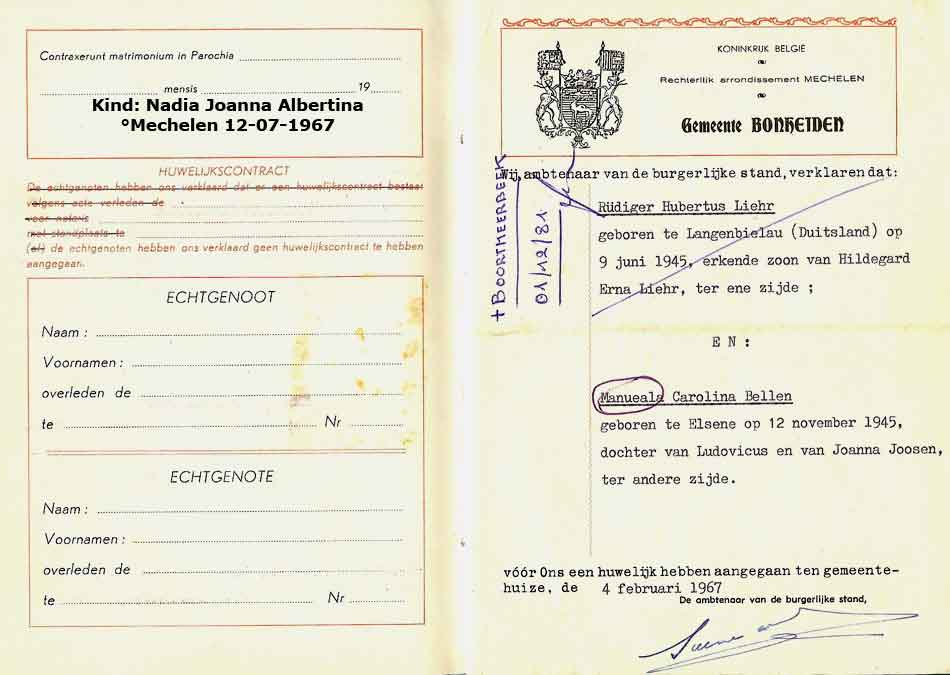 Contraxerunt matrimonium in Parochia
mensis 19
Kind: Nadia Joanna Albertina
°Mechelen 12-07-1967
HUWELIJKSCONTRACT
De echtgenoten hebben ons verklaard dat er een huwelijkscontract bestaat
volgens acte verleden de
voor notaris
met standplaats te
(of) de echtgenoten hebben ons verklaard geen huwelijkscontract te hebben
aangegaan.
ECHTGENOOT
Naam :
Voornamen :
overleden de
te Nr
ECHTGENOTE
Naam :
Voornamen :
overleden de
te Nr
KONINKRIJK BELGIË
Rechterlijk arrondissement MECHELEN
Gemeente BONHEIDEN
Wij, ambtenaar van de burgerlijke stand, verklaren dat:
+ BOORTMEERBEEK
01/12/81
Rüdiger Hubertus Liehr
geboren te Langenbielau (Duitsland) op
9 juni 1945, erkende zoon van Hildegard
Erna Liehr, ter ene zijde ;
E N :
Manueala Carolina Bellen
geboren te Elsene op 12 november 1945,
dochter van Ludovicus en van Joanna Joosen,
ter andere zijde.
vóór Ons een huwelijk hebben aangegaan ten gemeente-
huize, de 4 februari 1967
De ambtenaar van de burgerlijke stand,